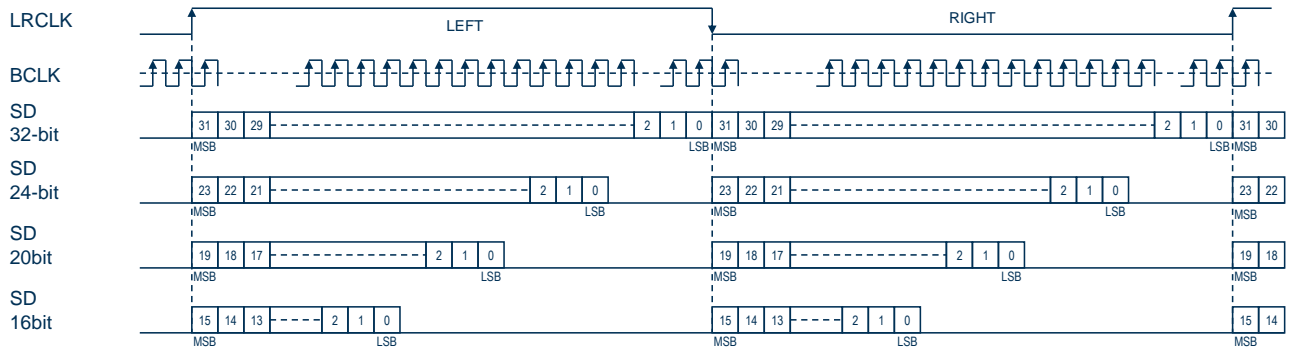 LRCLK LEFT RIGHT
BCLK
SD
32-bit
31 30 29 2 1 0 31 30 29 2 1 0 31 30
MSB LSB MSB LSB MSB
SD
24-bit
23 22 21 2 1 0 23 22 21 2 1 0 23 22
MSB LSB MSB LSB MSB
SD
20bit
19 18 17 2 1 0 19 18 17 2 1 0 19 18
MSB LSB MSB LSB MSB
SD
16bit
15 14 13 2 1 0 15 14 13 2 1 0 15 14
MSB LSB MSB LSB MSB